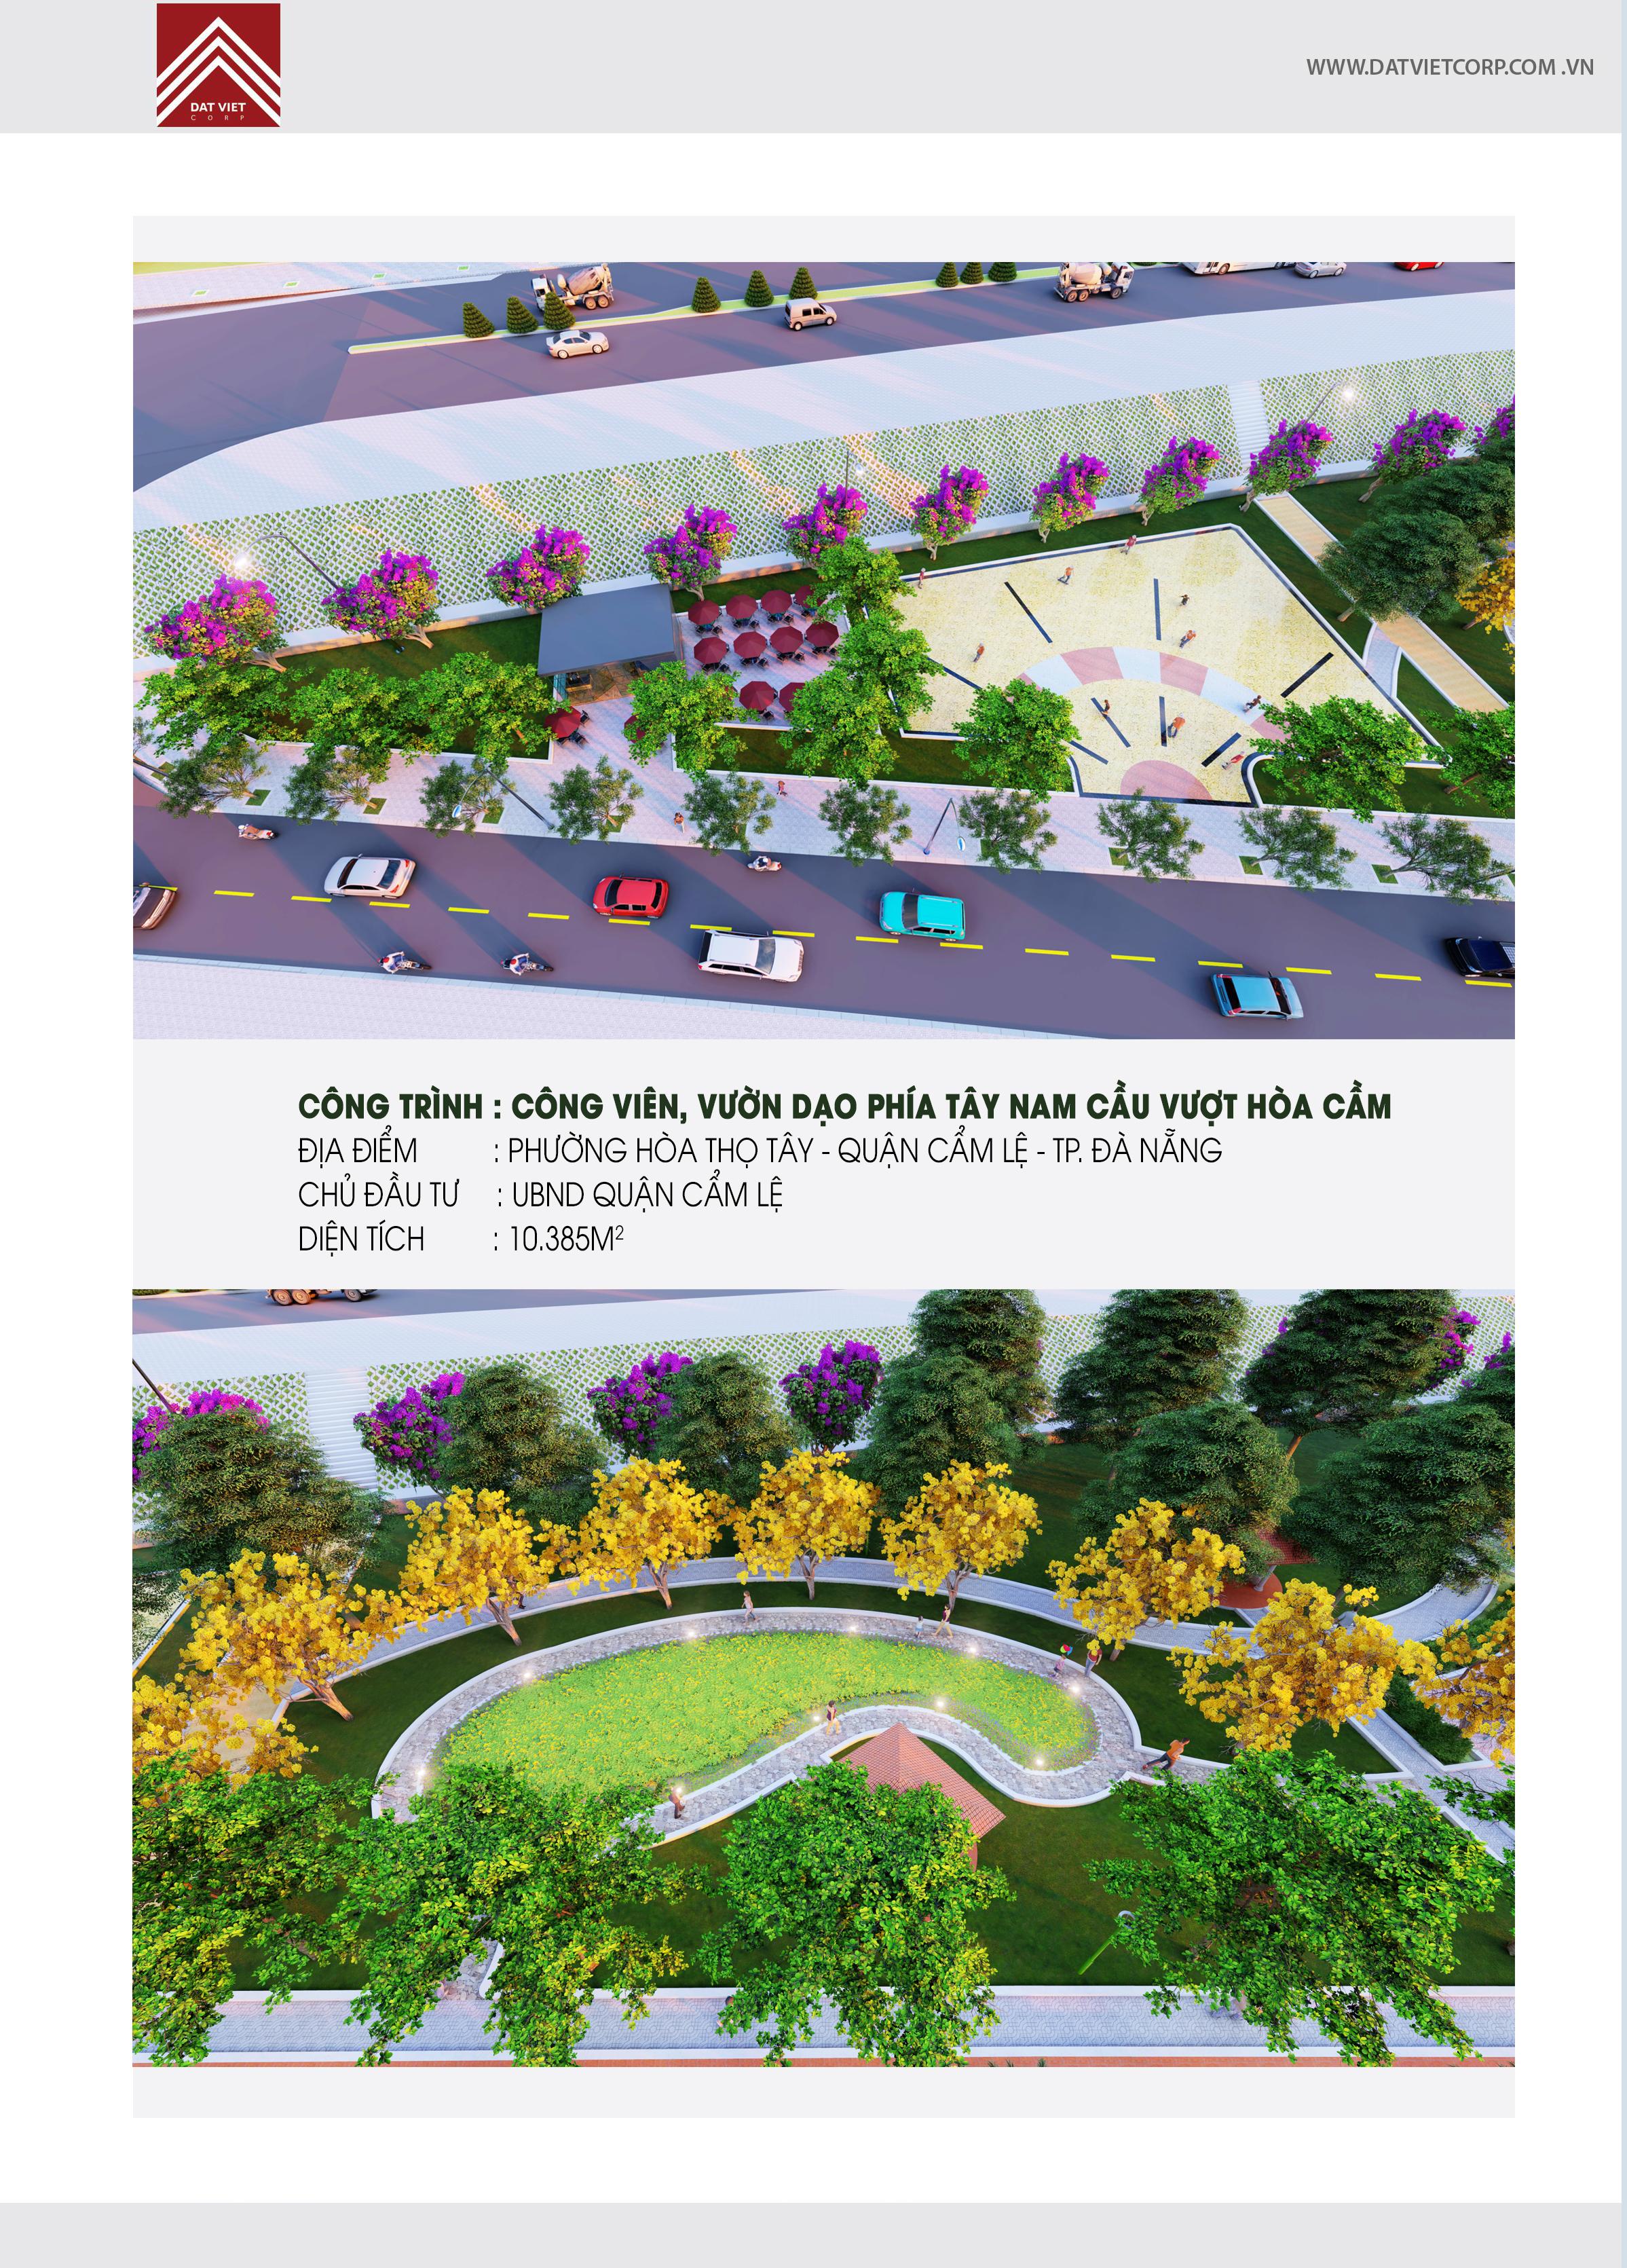 DAT VIET
CORP
WWW.DATVIETCORP.COM .VN
CÔNG TRÌNH : CÔNG VIÊN, VƯỜN DẠO PHÍA TÂY NAM CẦU VƯỢT HÒA CẦM
ĐỊA ĐIỂM : PHƯỜNG HÒA THỌ TÂY - QUẬN CẨM LỆ - TP. ĐÀ NẴNG
CHỦ ĐẦU TƯ : UBND QUẬN CẨM LỆ
DIỆN TÍCH : 10.385M²